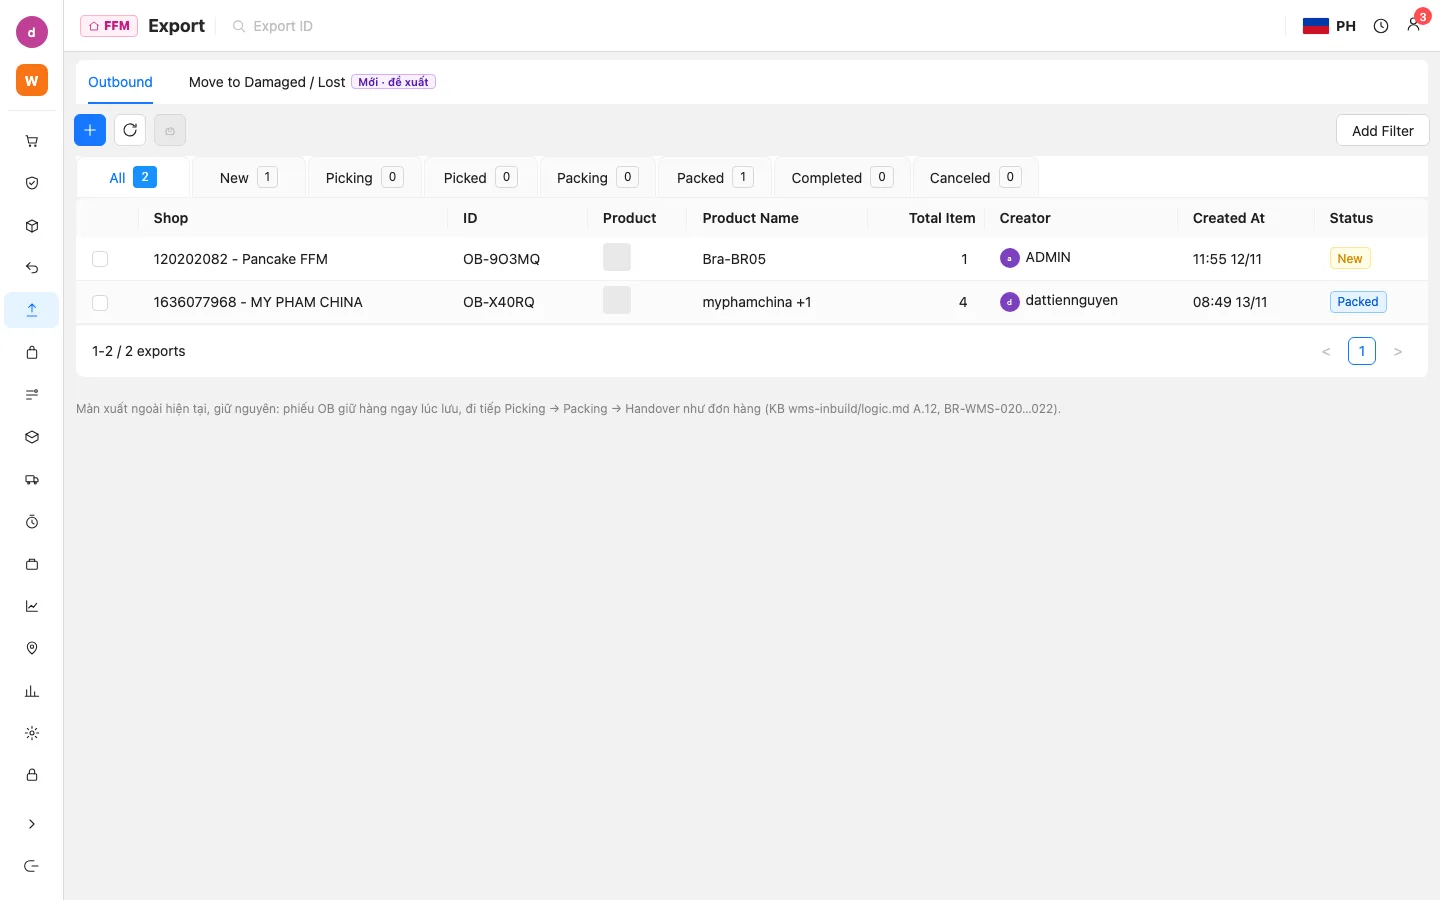 d
FFM Export Export ID PH 3
W
Outbound Move to Damaged / Lost Mới · đề xuất
Add Filter
All 2 New 1 Picking 0 Picked 0 Packing 0 Packed 1 Completed 0 Canceled 0
Shop ID Product Product Name Total Item Creator Created At Status
120202082 - Pancake FFM OB-9O3MQ Bra-BR05 1 a ADMIN 11:55 12/11 New
1636077968 - MY PHAM CHINA OB-X40RQ myphamchina +1 4 d dattiennguyen 08:49 13/11 Packed
1-2 / 2 exports < 1 >
Màn xuất ngoài hiện tại, giữ nguyên: phiếu OB giữ hàng ngay lúc lưu, đi tiếp Picking → Packing → Handover như đơn hàng (KB wms-inbuild/logic.md A.12, BR-WMS-020...022).